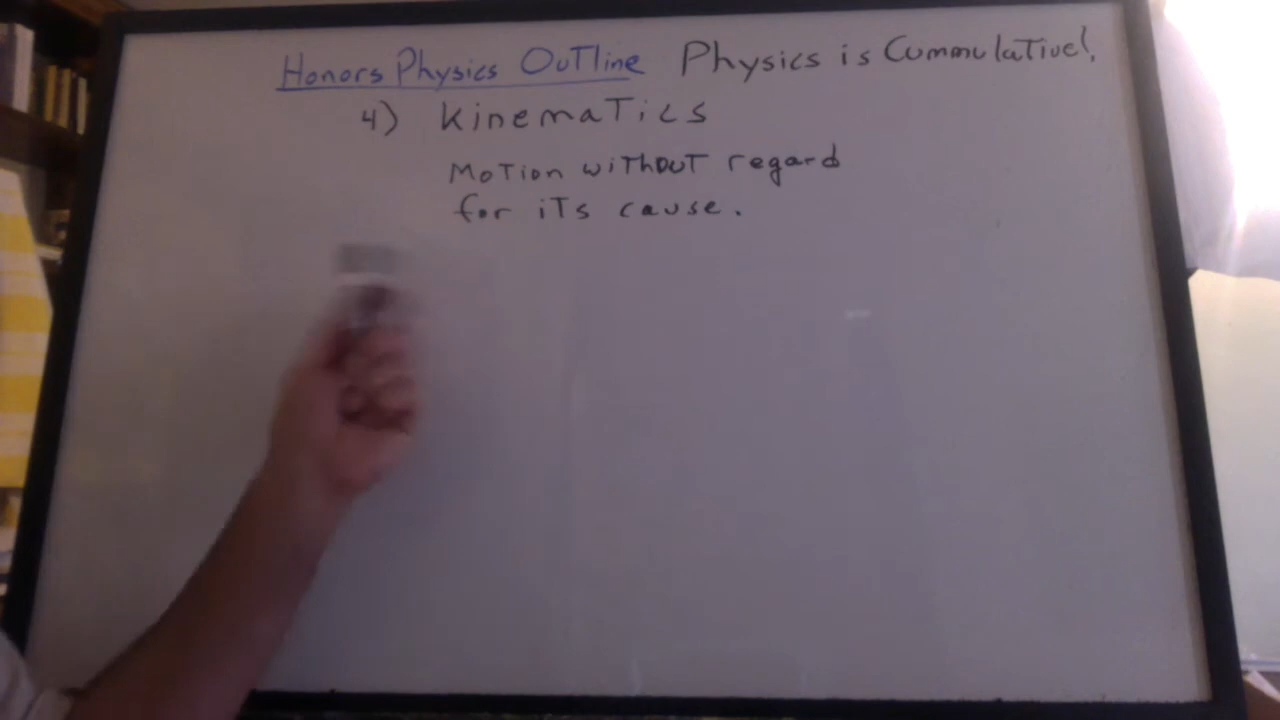 Honors Physics Outline Physics is Cummulative!
4) Kinematics
Motion without regard
for its cause.